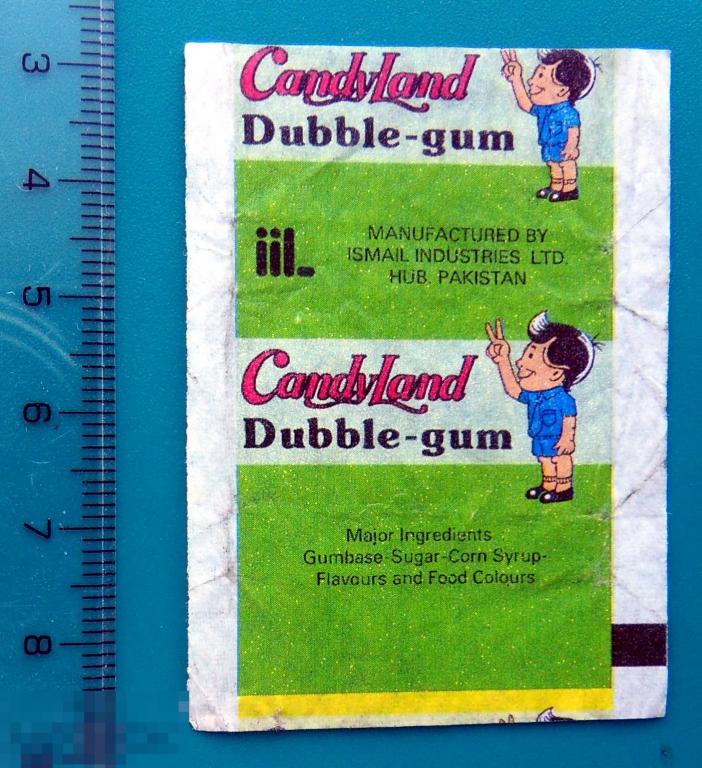 3
4
5
6
7
8
CandyLand
Dubble-gum
iiL
MANUFACTURED BY
ISMAIL INDUSTRIES LTD.
HUB, PAKISTAN
CandyLand
Dubble-gum
Major Ingredients
Gumbase-Sugar-Corn Syrup-
Flavours and Food Colours